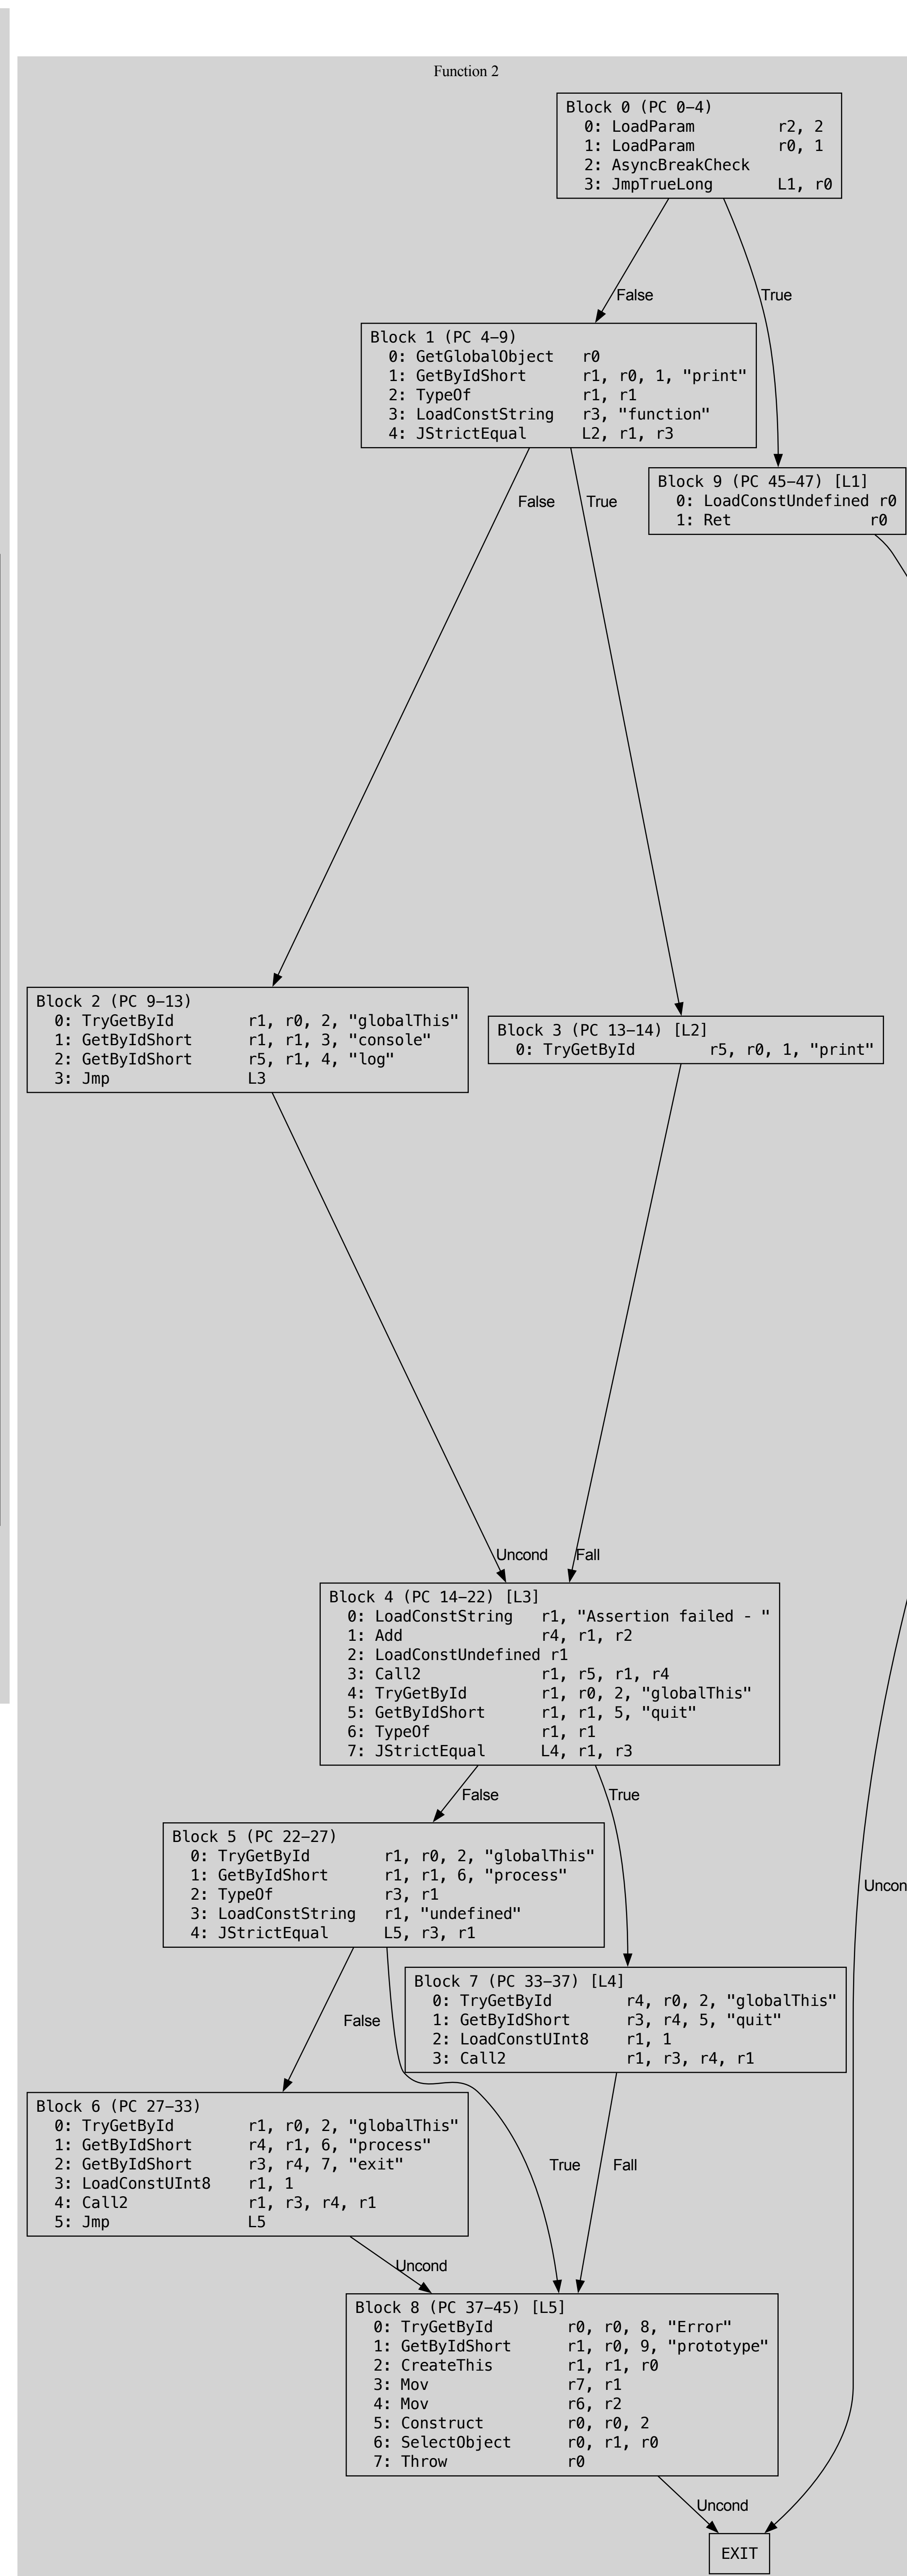 Function 2
Block 0 (PC 0-4)
0: LoadParam r2, 2
1: LoadParam r0, 1
2: AsyncBreakCheck
3: JmpTrueLong L1, r0
False
True
Block 1 (PC 4-9)
0: GetGlobalObject r0
1: GetByIdShort r1, r0, 1, "print"
2: TypeOf r1, r1
3: LoadConstString r3, "function"
4: JStrictEqual L2, r1, r3
Block 9 (PC 45-47) [L1]
0: LoadConstUndefined r0
1: Ret r0
False
True
Block 2 (PC 9-13)
0: TryGetById r1, r0, 2, "globalThis"
1: GetByIdShort r1, r1, 3, "console"
2: GetByIdShort r5, r1, 4, "log"
3: Jmp L3
Block 3 (PC 13-14) [L2]
0: TryGetById r5, r0, 1, "print"
Uncond
Fall
Block 4 (PC 14-22) [L3]
0: LoadConstString r1, "Assertion failed - "
1: Add r4, r1, r2
2: LoadConstUndefined r1
3: Call2 r1, r5, r1, r4
4: TryGetById r1, r0, 2, "globalThis"
5: GetByIdShort r1, r1, 5, "quit"
6: TypeOf r1, r1
7: JStrictEqual L4, r1, r3
False
True
Block 5 (PC 22-27)
0: TryGetById r1, r0, 2, "globalThis"
1: GetByIdShort r1, r1, 6, "process"
2: TypeOf r3, r1
3: LoadConstString r1, "undefined"
4: JStrictEqual L5, r3, r1
Uncon
Block 7 (PC 33-37) [L4]
0: TryGetById r4, r0, 2, "globalThis"
1: GetByIdShort r3, r4, 5, "quit"
2: LoadConstUInt8 r1, 1
3: Call2 r1, r3, r4, r1
False
Block 6 (PC 27-33)
0: TryGetById r1, r0, 2, "globalThis"
1: GetByIdShort r4, r1, 6, "process"
2: GetByIdShort r3, r4, 7, "exit"
3: LoadConstUInt8 r1, 1
4: Call2 r1, r3, r4, r1
5: Jmp L5
True
Fall
Uncond
Block 8 (PC 37-45) [L5]
0: TryGetById r0, r0, 8, "Error"
1: GetByIdShort r1, r0, 9, "prototype"
2: CreateThis r1, r1, r0
3: Mov r7, r1
4: Mov r6, r2
5: Construct r0, r0, 2
6: SelectObject r0, r1, r0
7: Throw r0
Uncond
EXIT